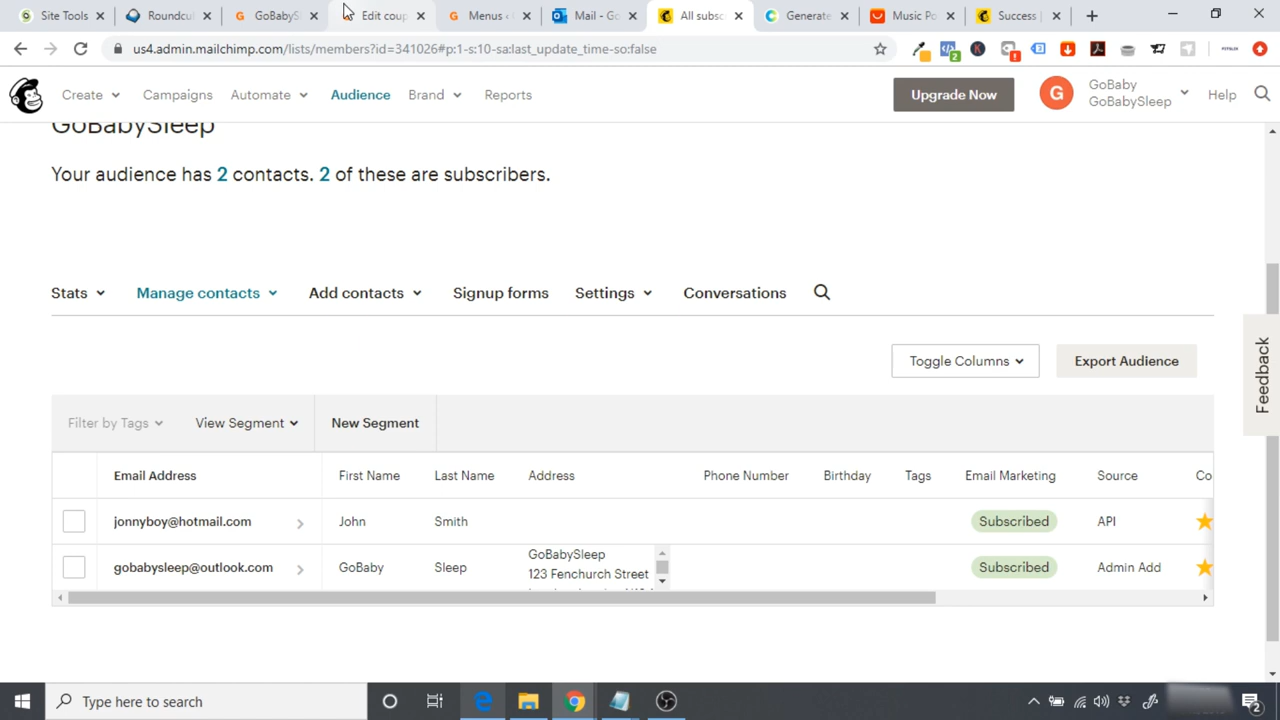 Site Tools
Roundcu
GoBabyS
Edit coup
Menus ‹
Mail - Go
All subsc
Generate
Music Po
Success |
us4.admin.mailchimp.com/lists/members?id=341026#p:1-s:10-sa:last_update_time-so:false
Create
Campaigns
Automate
Audience
Brand
Reports
Upgrade Now
G
GoBaby
GoBabySleep
Help
GoBabySleep
Your audience has 2 contacts. 2 of these are subscribers.
Stats
Manage contacts
Add contacts
Signup forms
Settings
Conversations
Feedback
Toggle Columns
Export Audience
Filter by Tags
View Segment
New Segment
Email Address
First Name
Last Name
Address
Phone Number
Birthday
Tags
Email Marketing
Source
Co
jonnyboy@hotmail.com
John
Smith
Subscribed
API
gobabysleep@outlook.com
GoBaby
Sleep
GoBabySleep
123 Fenchurch Street
Subscribed
Admin Add
Type here to search
2